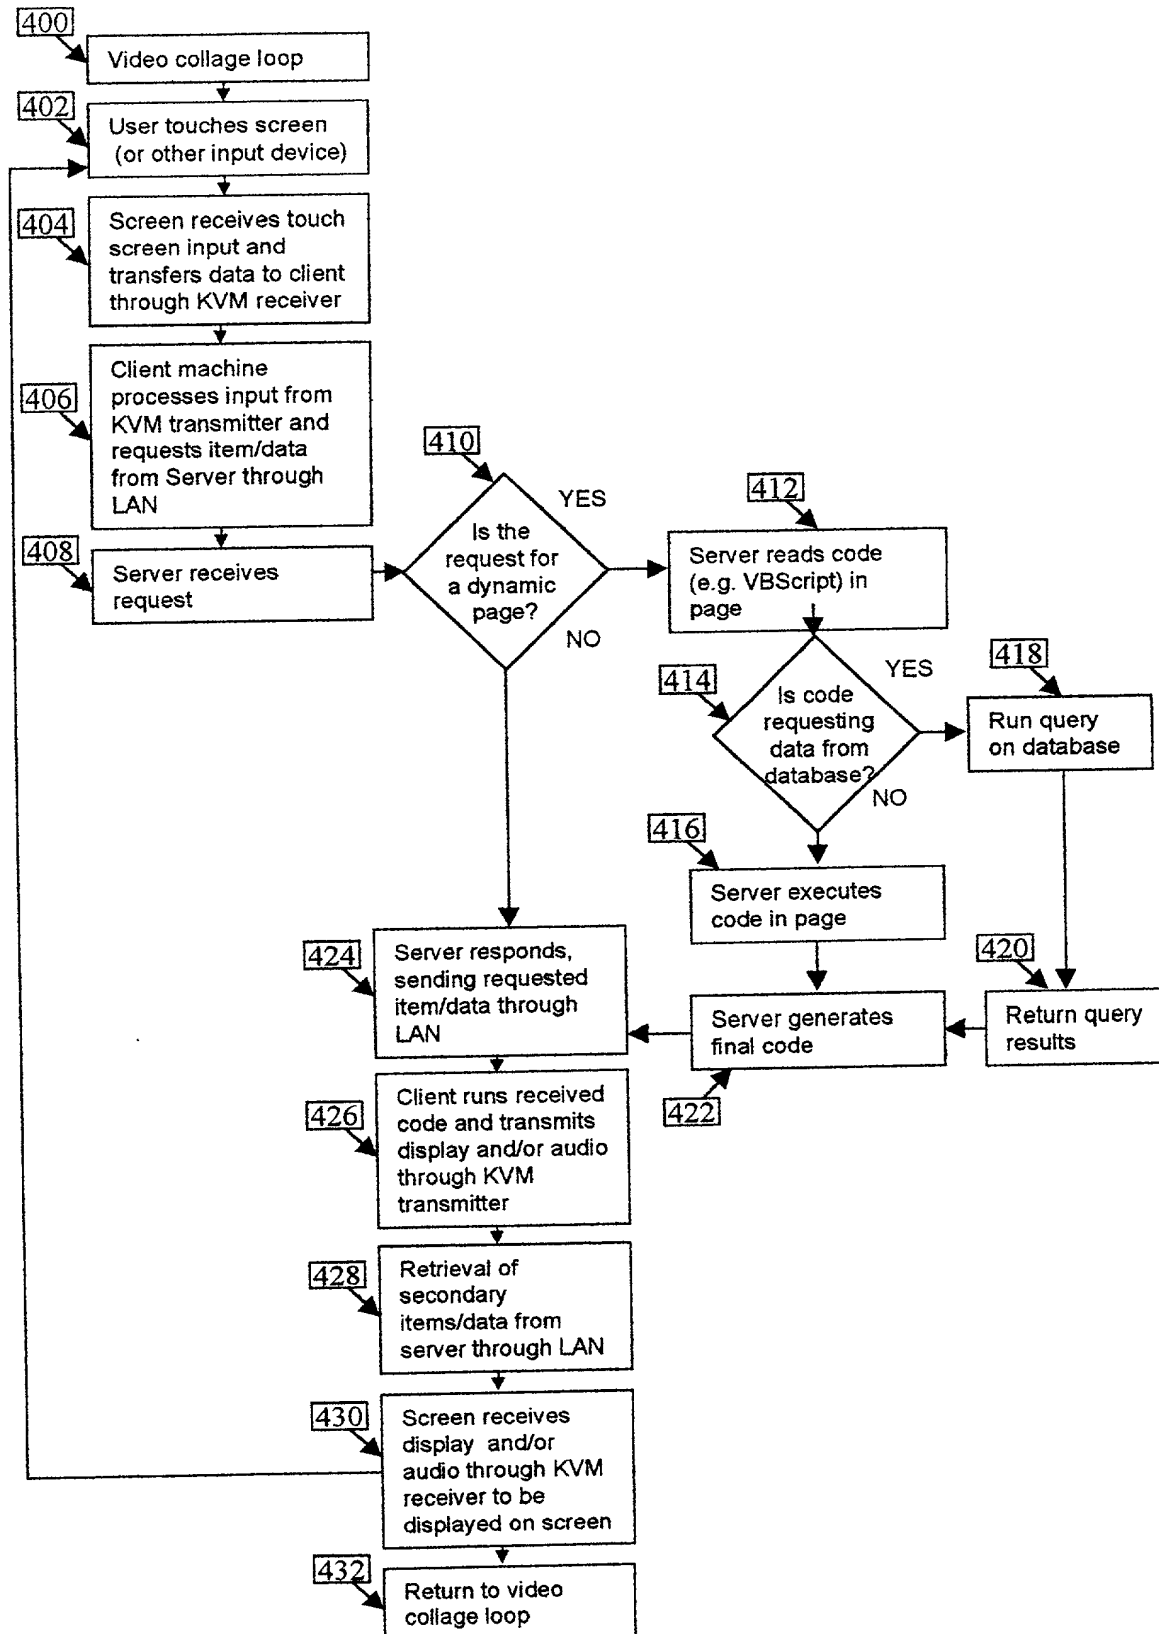 400
Video collage loop
402
User touches screen
(or other input device)
404
Screen receives touch
screen input and
transfers data to client
through KVM receiver
406
Client machine
processes input from
KVM transmitter and
requests item/data
from Server through
LAN
408
Server receives
request
410
YES
Is the
request for
a dynamic
page?
NO
412
Server reads code
(e.g. VBScript) in
page
414
YES
Is code
requesting
data from
database?
NO
418
Run query
on database
416
Server executes
code in page
420
Return query
results
Server generates
final code
422
424
Server responds,
sending requested
item/data through
LAN
426
Client runs received
code and transmits
display and/or audio
through KVM
transmitter
428
Retrieval of
secondary
items/data from
server through LAN
430
Screen receives
display and/or
audio through KVM
receiver to be
displayed on screen
432
Return to video
collage loop